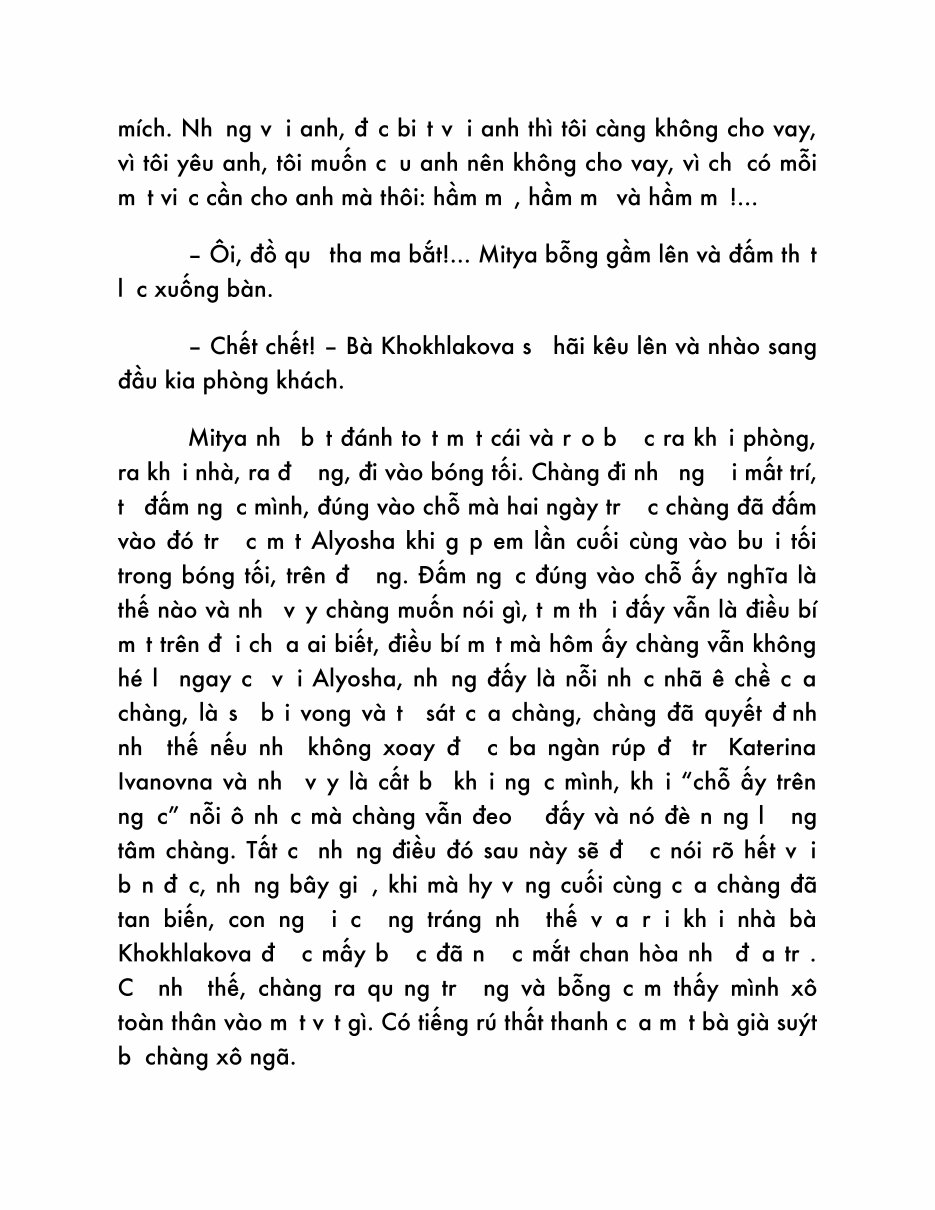 mích. Nh ng v i anh, đ c bi t v i anh thì tôi càng không cho vay,
vì tôi yêu anh, tôi muốn c u anh nên không cho vay, vì ch có mỗi
m t vi c cần cho anh mà thôi: hầm m , hầm m và hầm m !...
– Ôi, đồ qu tha ma bắt!... Mitya bỗng gầm lên và đấm th t
l c xuống bàn.
– Chết chết! – Bà Khokhlakova s hãi kêu lên và nhào sang
đầu kia phòng khách.
Mitya nh b t đánh to t m t cái và r o b c ra kh i phòng,
ra kh i nhà, ra đ ng, đi vào bóng tối. Chàng đi nh ng i mất trí,
t đấm ng c mình, đúng vào chỗ mà hai ngày tr c chàng đã đấm
vào đó tr c m t Alyosha khi g p em lần cuối cùng vào bu i tối
trong bóng tối, trên đ ng. Đấm ng c đúng vào chỗ ấy nghĩa là
thế nào và nh v y chàng muốn nói gì, t m th i đấy vẫn là điều bí
m t trên đ i ch a ai biết, điều bí m t mà hôm ấy chàng vẫn không
hé l ngay c v i Alyosha, nh ng đấy là nỗi nh c nhã ê chề c a
chàng, là s b i vong và t sát c a chàng, chàng đã quyết đ nh
nh thế nếu nh không xoay đ c ba ngàn rúp đ tr Katerina
Ivanovna và nh v y là cất b kh i ng c mình, kh i “chỗ ấy trên
ng c” nỗi ô nh c mà chàng vẫn đeo đấy và nó đè n ng l ng
tâm chàng. Tất c nh ng điều đó sau này sẽ đ c nói rõ hết v i
b n đ c, nh ng bây gi , khi mà hy v ng cuối cùng c a chàng đã
tan biến, con ng i c ng tráng nh thế v a r i kh i nhà bà
Khokhlakova đ c mấy b c đã n c mắt chan hòa nh đ a tr .
C nh thế, chàng ra qu ng tr ng và bỗng c m thấy mình xô
toàn thân vào m t v t gì. Có tiếng rú thất thanh c a m t bà già suýt
b chàng xô ngã.